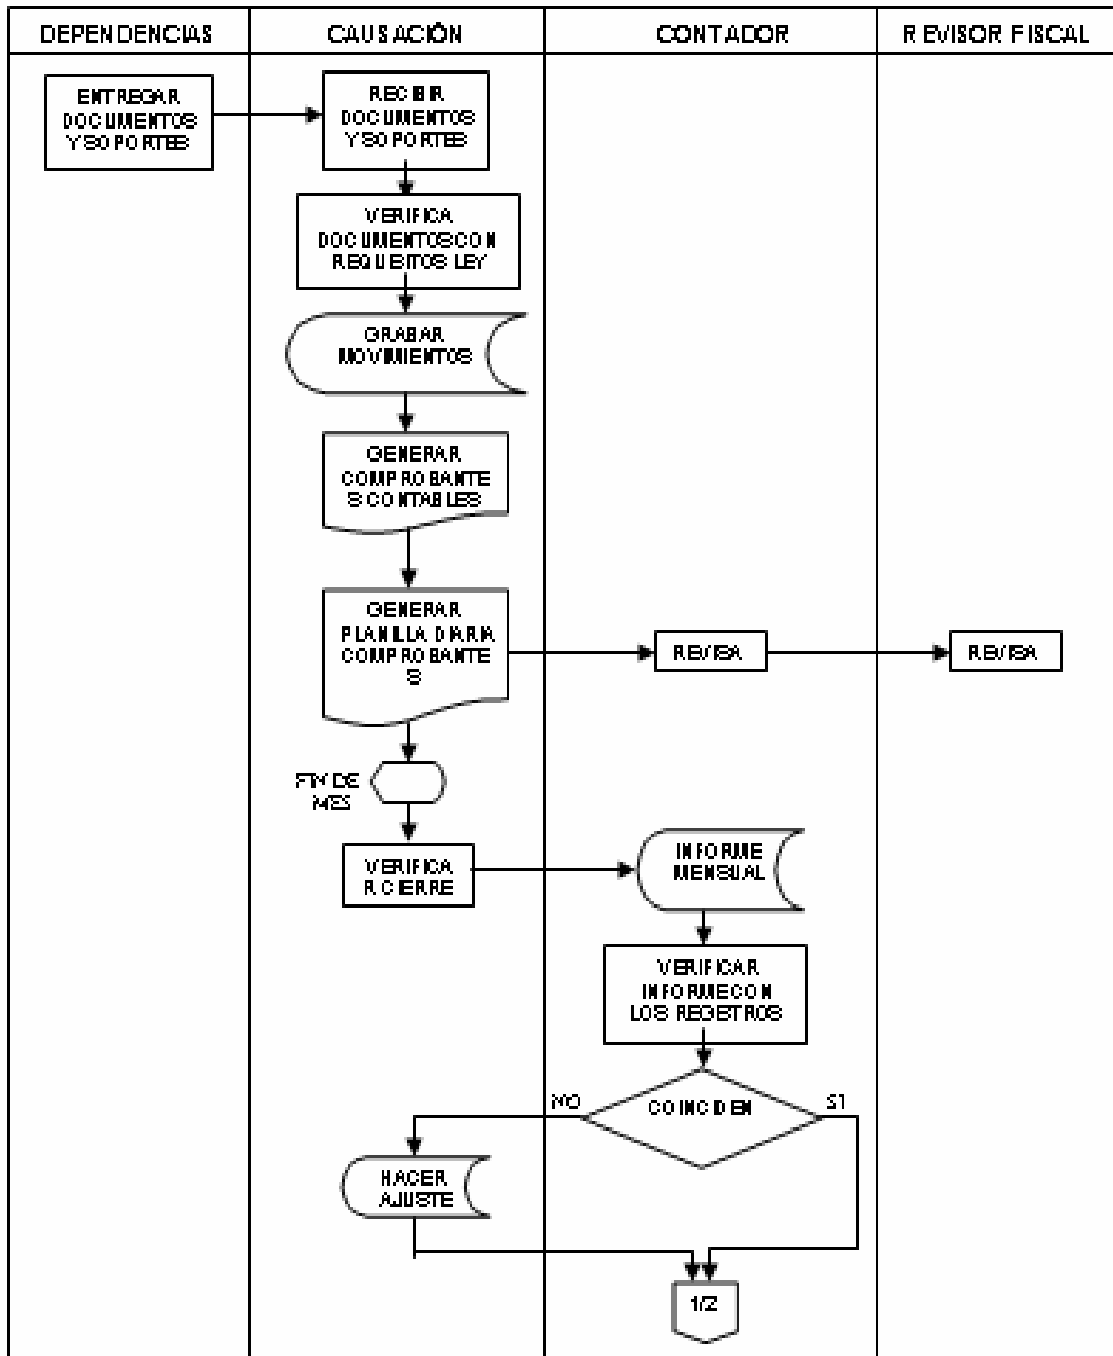 DEPENDENCIAS
CAUSACIÓN
CONTADOR
REVISOR FISCAL
ENTREGAR
DOCUMENTOS
Y SOPORTES
RECIBIR
DOCUMENTOS
Y SOPORTES
VERIFICA
DOCUMENTOS CON
REQUISITOS LEY
GRABAR
MOVIMIENTOS
GENERAR
COMPROBANTE
S CONTABLES
GENERAR
PLANILLA DIARIA
COMPROBANTE
S
REVISA
REVISA
FIN DE
MES
VERIFICA
R CIERRE
INFORME
MENSUAL
VERIFICAR
INFORME CON
LOS REGISTROS
NO
COINCIDEN
SI
HACER
AJUSTE
1/2